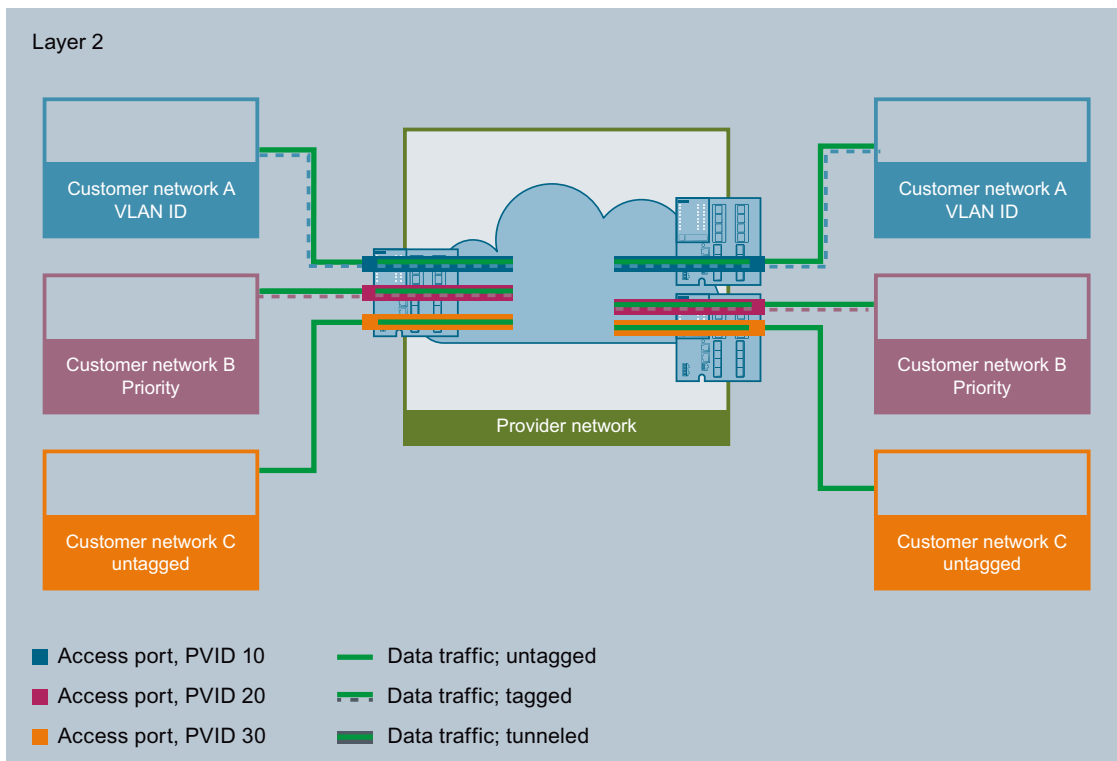 Layer 2
Customer network A
VLAN ID
Customer network A
VLAN ID
Customer network B
Priority
Customer network B
Priority
Provider network
Customer network C
untagged
Customer network C
untagged
Access port, PVID 10
Data traffic; untagged
Access port, PVID 20
Data traffic; tagged
Access port, PVID 30
Data traffic; tunneled